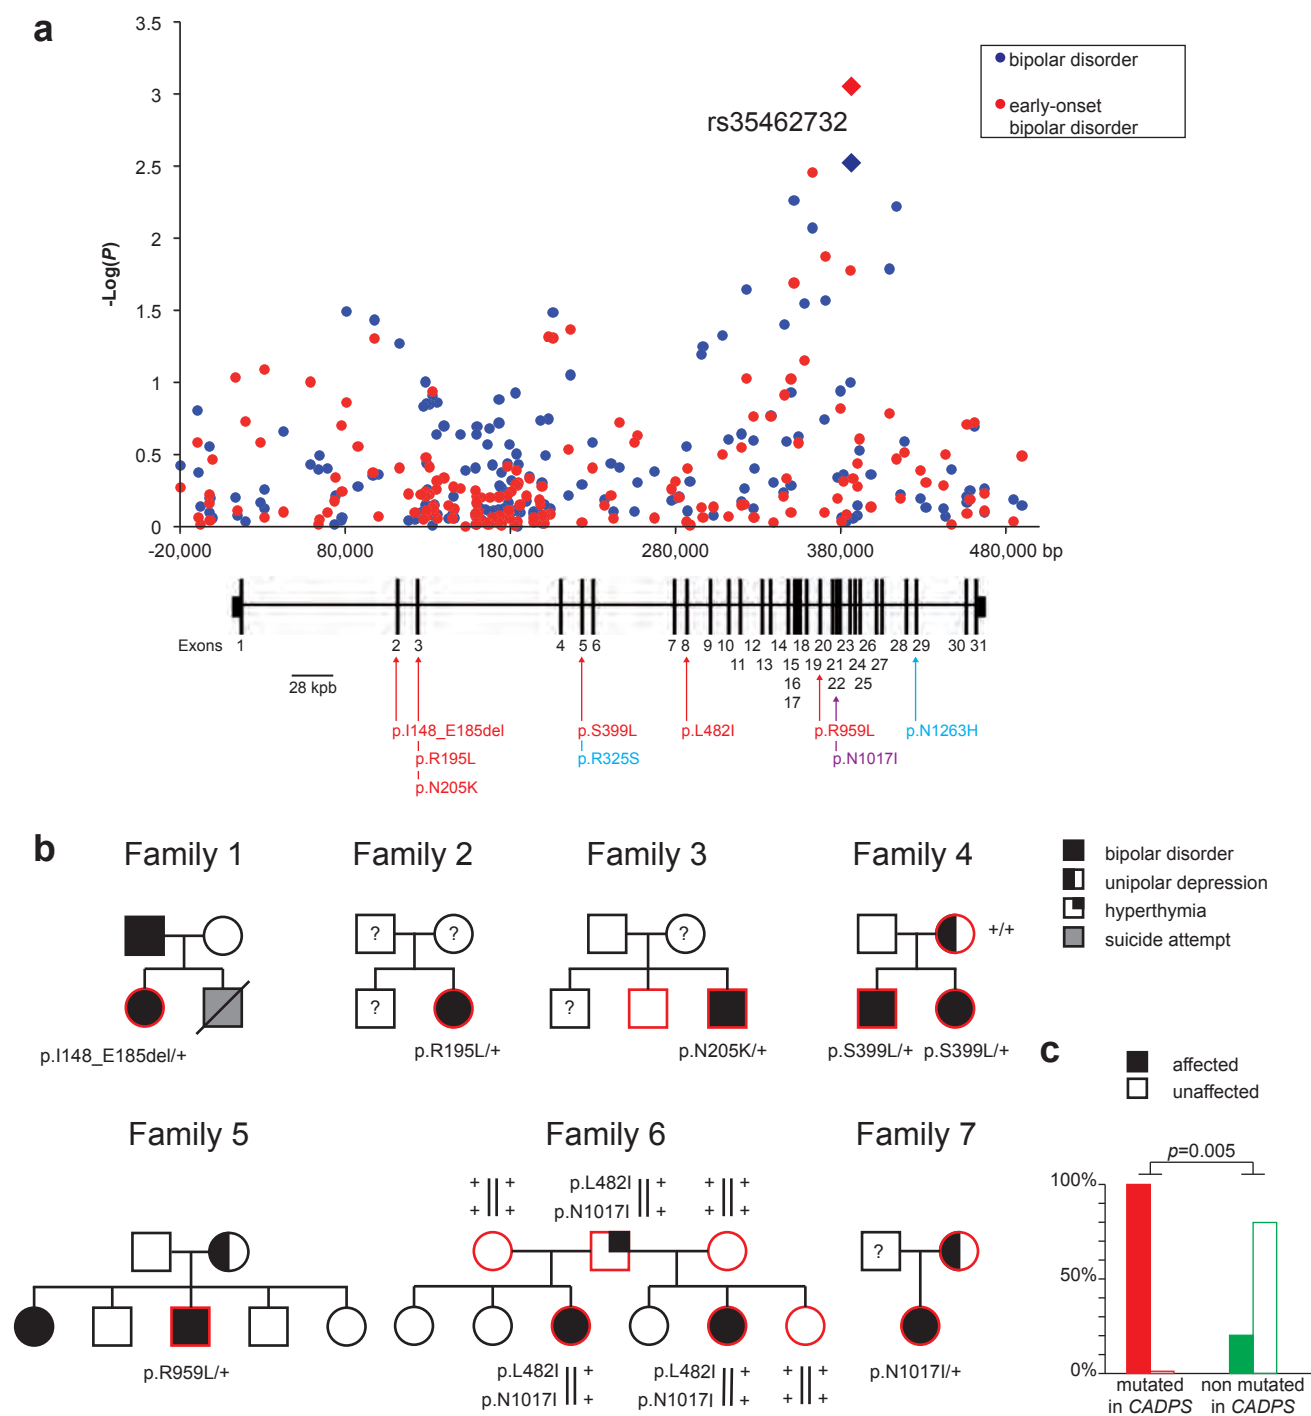 a
3.5
3
2.5
2
1.5
1
0.5
0
-Log(P)
-20,000 80,000 180,000 280,000 380,000 480,000 bp
rs35462732
bipolar disorder
early-onset
bipolar disorder
Exons 1 2 3 4 5 6 7 8 9 10 12 14 18 20 23 26 28 29 30 31
11 13 15 19 21 24 27
16 22 25
17
28 kpb
p.I148_E185del p.S399L p.L482I p.R959L p.N1263H
p.R195L p.R325S p.N1017I
p.N205K
b
Family 1 Family 2 Family 3 Family 4
bipolar disorder
unipolar depression
hyperthymia
suicide attempt
? ? ? +/+
? ?
p.I148_E185del/+ p.R195L/+ p.N205K/+ p.S399L/+ p.S399L/+
Family 5 Family 6 Family 7
+ + p.L482I + + +
+ + p.N1017I + + +
?
p.R959L/+ p.L482I + p.L482I + + + p.N1017I/+
p.N1017I + p.N1017I + + +
c
affected
unaffected
p=0.005
100%
50%
0%
mutated non mutated
in CADPS in CADPS